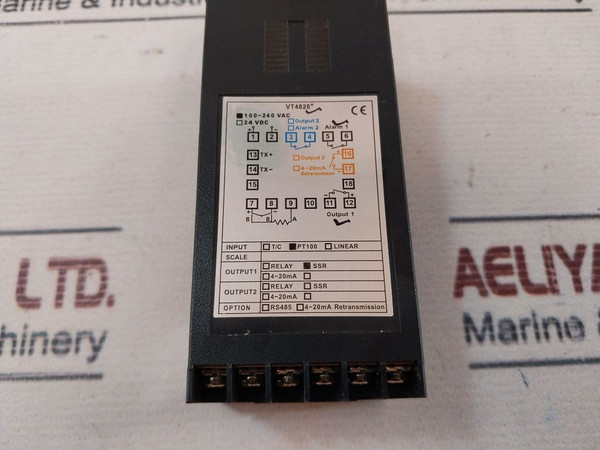 Marine & Indus
VT4826
100~240 VAC
24 VDC
CE
Output 2
Alarm 2
Alarm 1
+ -
1 2 3 4 5 6
13 TX+
Output 2
16
14 TX-
4~20mA
Retransmission
17
15
18
7 8 9 10 11 12
+ - - +
B B A
Output 1
INPUT T/C PT100 LINEAR
SCALE
OUTPUT1 RELAY SSR
4~20mA
OUTPUT2 RELAY SSR
4~20mA
OPTION RS485 4~20mA Retransmission
LTD.
hinery
AELIYA
Marine &